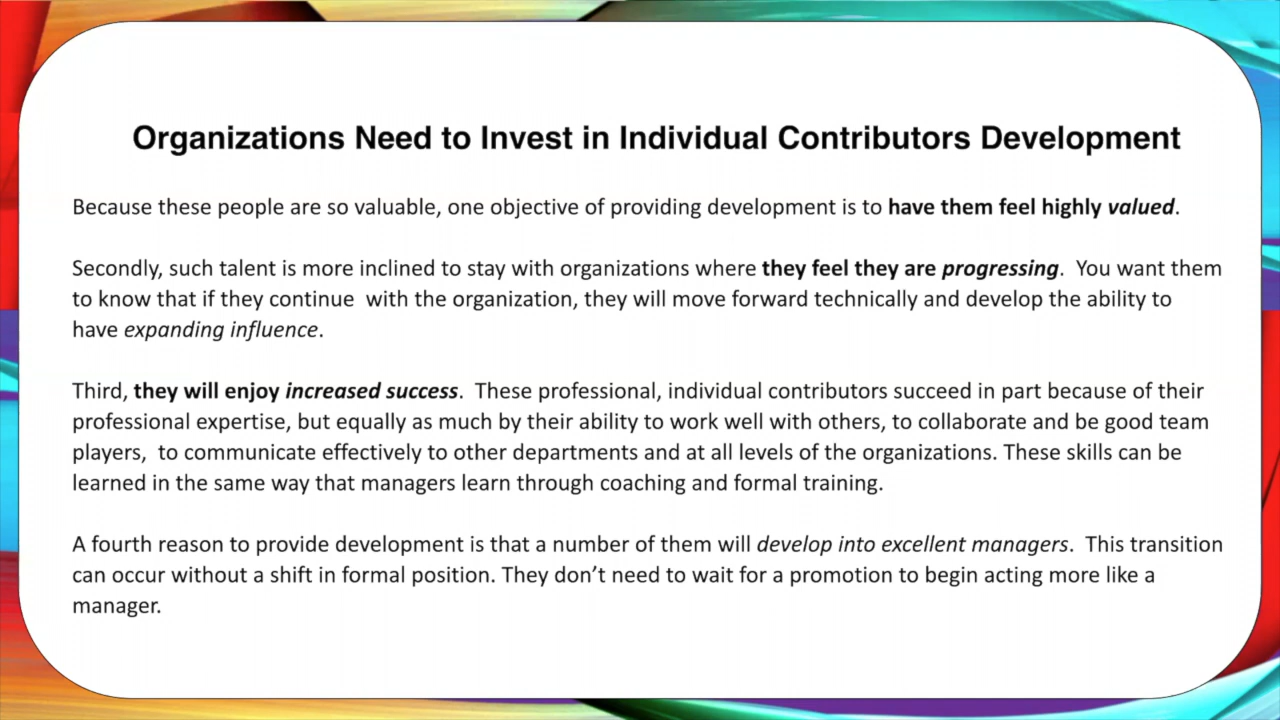 Organizations Need to Invest in Individual Contributors Development
Because these people are so valuable, one objective of providing development is to have them feel highly valued.
Secondly, such talent is more inclined to stay with organizations where they feel they are progressing.  You want them
to know that if they continue  with the organization, they will move forward technically and develop the ability to
have expanding influence.
Third, they will enjoy increased success.  These professional, individual contributors succeed in part because of their
professional expertise, but equally as much by their ability to work well with others, to collaborate and be good team
players,  to communicate effectively to other departments and at all levels of the organizations. These skills can be
learned in the same way that managers learn through coaching and formal training.
A fourth reason to provide development is that a number of them will develop into excellent managers.  This transition
can occur without a shift in formal position. They don’t need to wait for a promotion to begin acting more like a
manager.